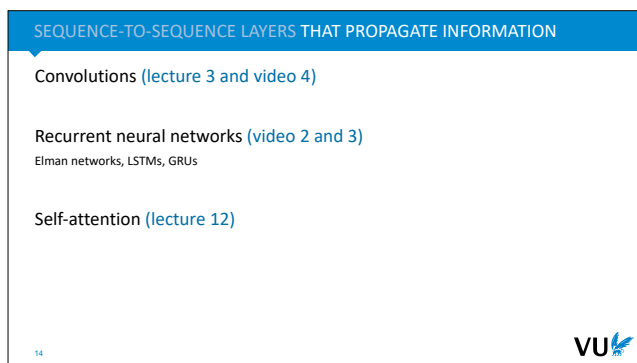 SEQUENCE-TO-SEQUENCE LAYERS THAT PROPAGATE INFORMATION
Convolutions (lecture 3 and video 4)
Recurrent neural networks (video 2 and 3)
Elman networks, LSTMs, GRUs
Self-attention (lecture 12)
14
VU